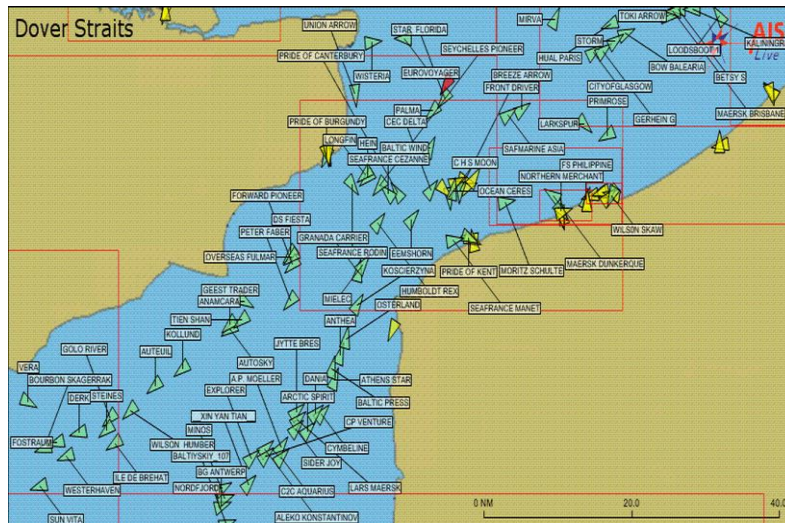 Dover Straits
UNION ARROW
STAR FLORIDA
MIRVA
TOKI ARROW
KALININGR
AIS
Live
PRIDE OF CANTERBURY
SEYCHELLES PIONEER
STORM
LOODSBOOT 1
HUAL PARIS
BOW BALEARIA
WISTERIA
EUROVOYAGER
BREEZE ARROW
BETSY S
FRONT DRIVER
CITYOFGLASGOW
PALMA
PRIMROSE
MAERSK BRISBANE
CEC DELTA
GERHEIN G
PRIDE OF BURGUNDY
LARKSPUR
LONGFIN
HEIN
BALTIC WIND
SAFMARINE ASIA
SEAFRANCE CEZANNE
C H S MOON
FS PHILIPPINE
NORTHERN MERCHANT
OCEAN CERES
FORWARD PIONEER
DS FIESTA
PETER FABER
GRANADA CARRIER
WILSON SKAW
OVERSEAS FULMAR
SEAFRANCE RODIN
EEMSHORN
KOSCIERZYNA
PRIDE OF KENT
MORITZ SCHULTE
MAERSK DUNKERQUE
GEEST TRADER
HUMBOLDT REX
ANAMCARA
MIELEC
OSTERLAND
SEAFRANCE MANET
TIEN SHAN
ANTHEA
KOLLUND
JYTTE BRES
GOLO RIVER
AUTEUIL
VERA
AUTOSKY
BOURBON SKAGERRAK
A.P. MOELLER
DANIA
ATHENS STAR
EXPLORER
STEINES
DERK
ARCTIC SPIRIT
BALTIC PRESS
XIN YAN TIAN
CP VENTURE
MINOS
FOSTRAUM
WILSON HUMBER
CYMBELINE
BALTIYSKIY 107
SIDER JOY
BG ANTWERP
ILE DE BREHAT
WESTERHAVEN
NORDFJORD
LARS MAERSK
C2C AQUARIUS
0 NM
20.0
40.0
SUN VITA
ALEKO KONSTANTINOV